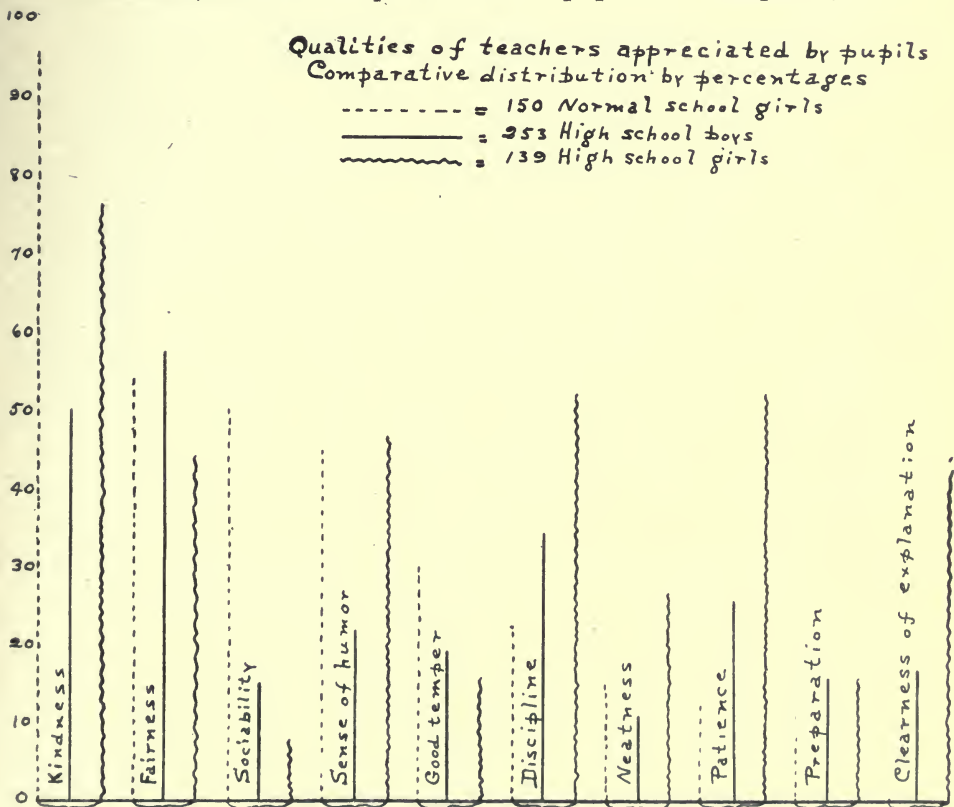 100
Qualities of teachers appreciated by pupils
Comparative distribution by percentages
= 150 Normal school girls
= 253 High school boys
= 139 High school girls
90
80
70
60
50
40
30
20
10
0
Kindness
Fairness
Sociability
Sense of humor
Good temper
Discipline
Neatness
Patience
Preparation
Clearness of explanation